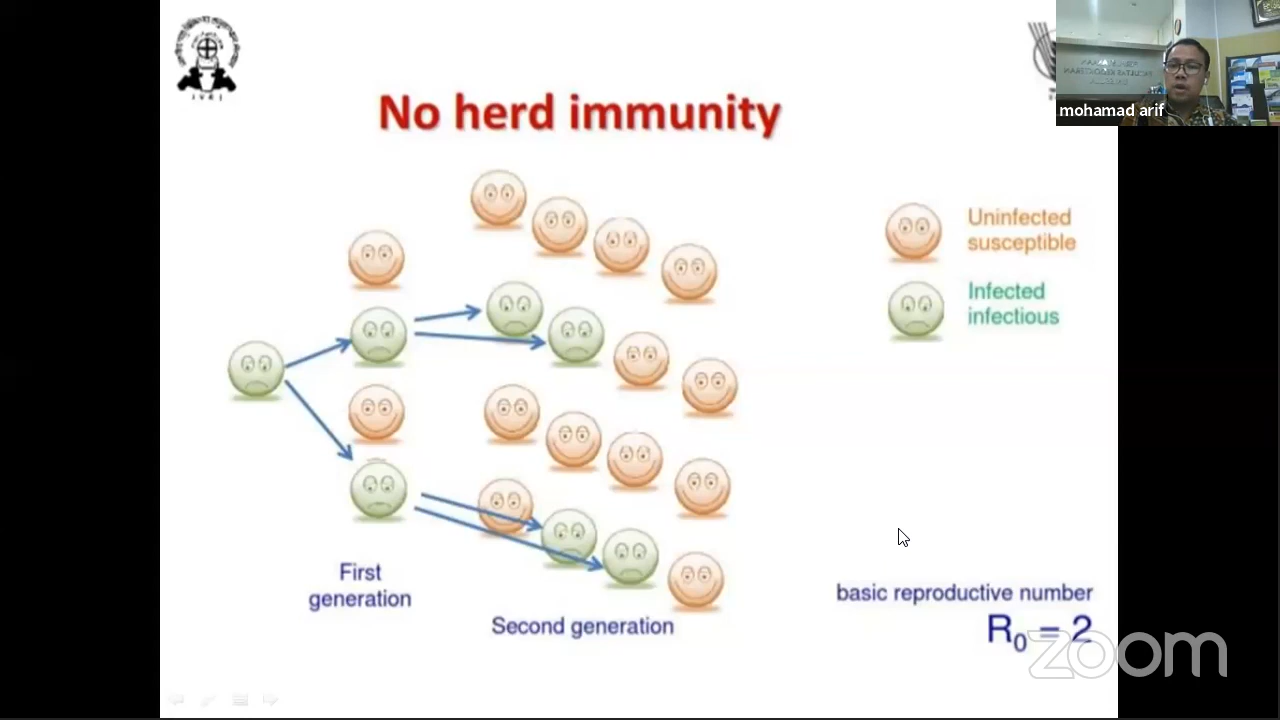 No herd immunity
mohamad arif
Uninfected
susceptible
Infected
infectious
First
generation
Second generation
basic reproductive number
R₀ = 2
zoom